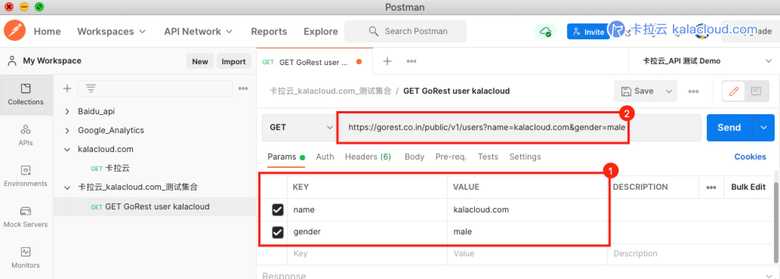 Postman
Home Workspaces API Network Reports Explore Search Postman Invite 卡拉云 kalacloud.com
My Workspace New Import GET GoRest user ... 卡拉云_API 测试 Demo
Collections
APIs
Environments
Mock Servers
Monitors
Baidu_api
Google_Analytics
kalacloud.com
GET 卡拉云
卡拉云_kalacloud.com_测试集合
GET GoRest user kalacloud
卡拉云_kalacloud.com_测试集合 / GET GoRest user kalacloud Save
2
GET https://gorest.co.in/public/v1/users?name=kalacloud.com&gender=male Send
Params Auth Headers (6) Body Pre-req. Tests Settings Cookies
1
KEY VALUE DESCRIPTION Bulk Edit
name kalacloud.com
gender male
Key Value Description
Response